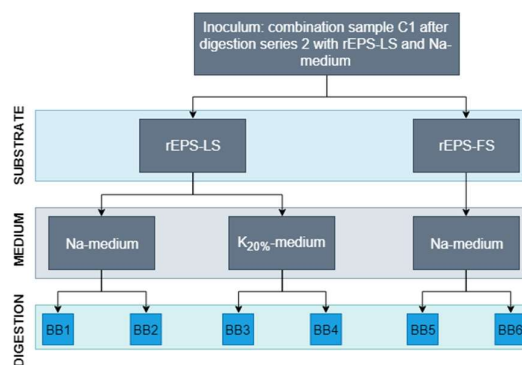 Inoculum: combination sample C1 after
digestion series 2 with rEPS-LS and Na-
medium
SUBSTRATE
rEPS-LS
rEPS-FS
MEDIUM
Na-medium
K20%-medium
Na-medium
DIGESTION
BB1
BB2
BB3
BB4
BB5
BB6